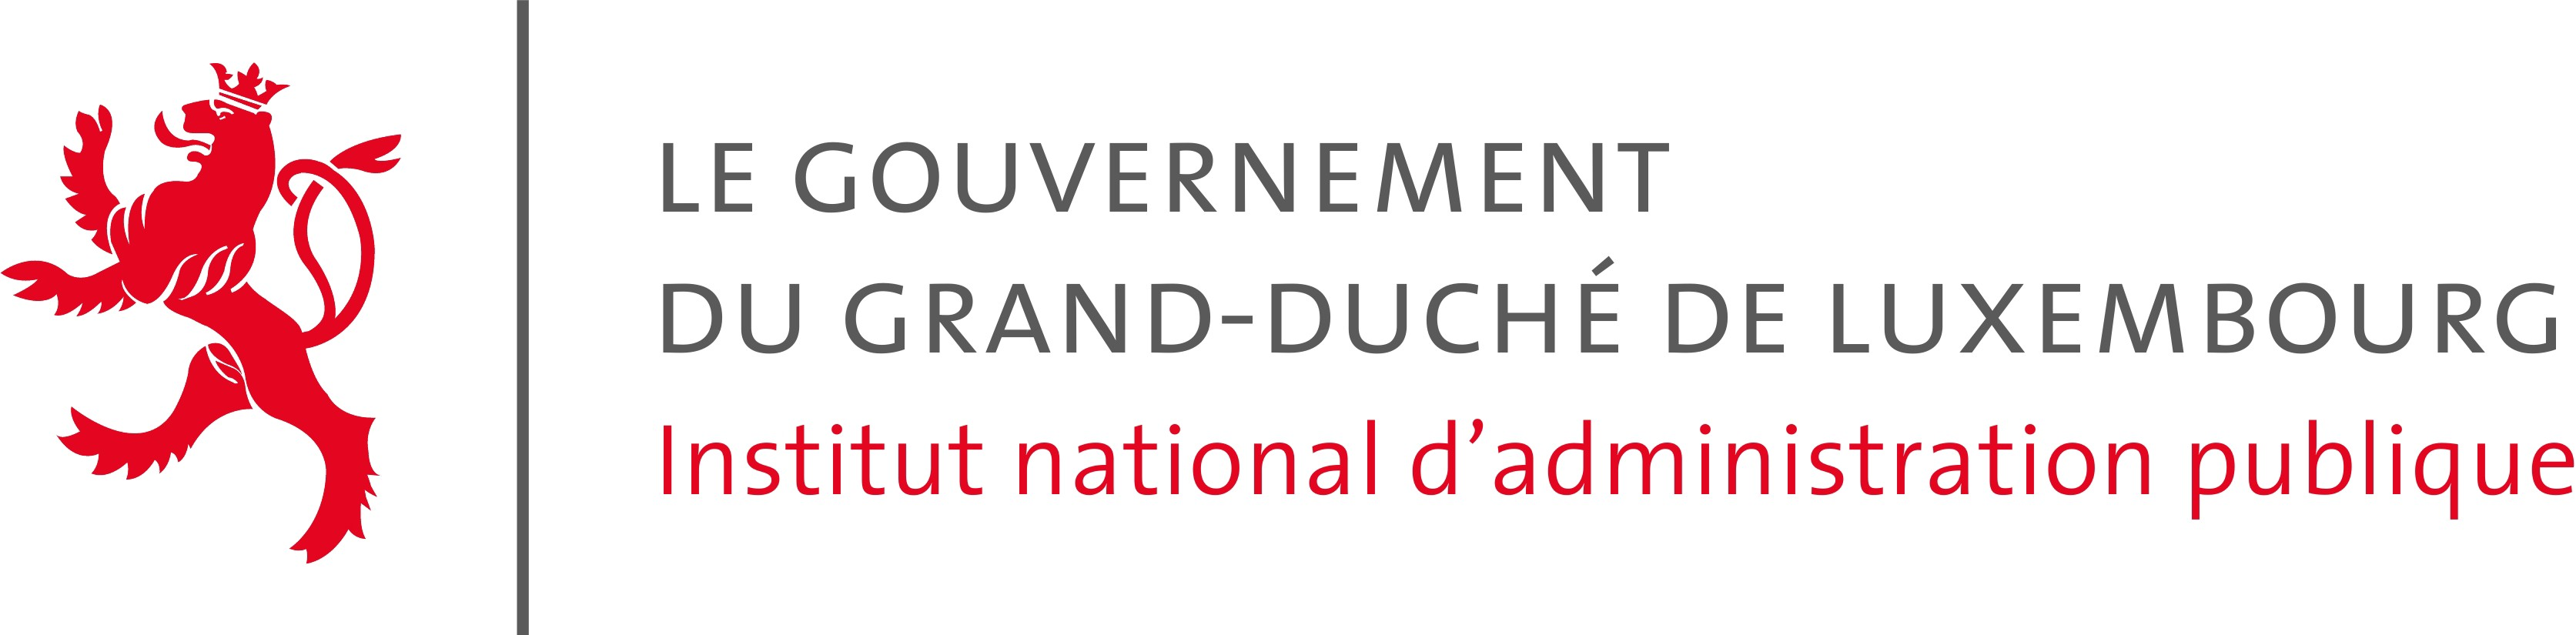 LE GOUVERNEMENT
DU GRAND-DUCHÉ DE LUXEMBOURG
Institut national d’administration publique